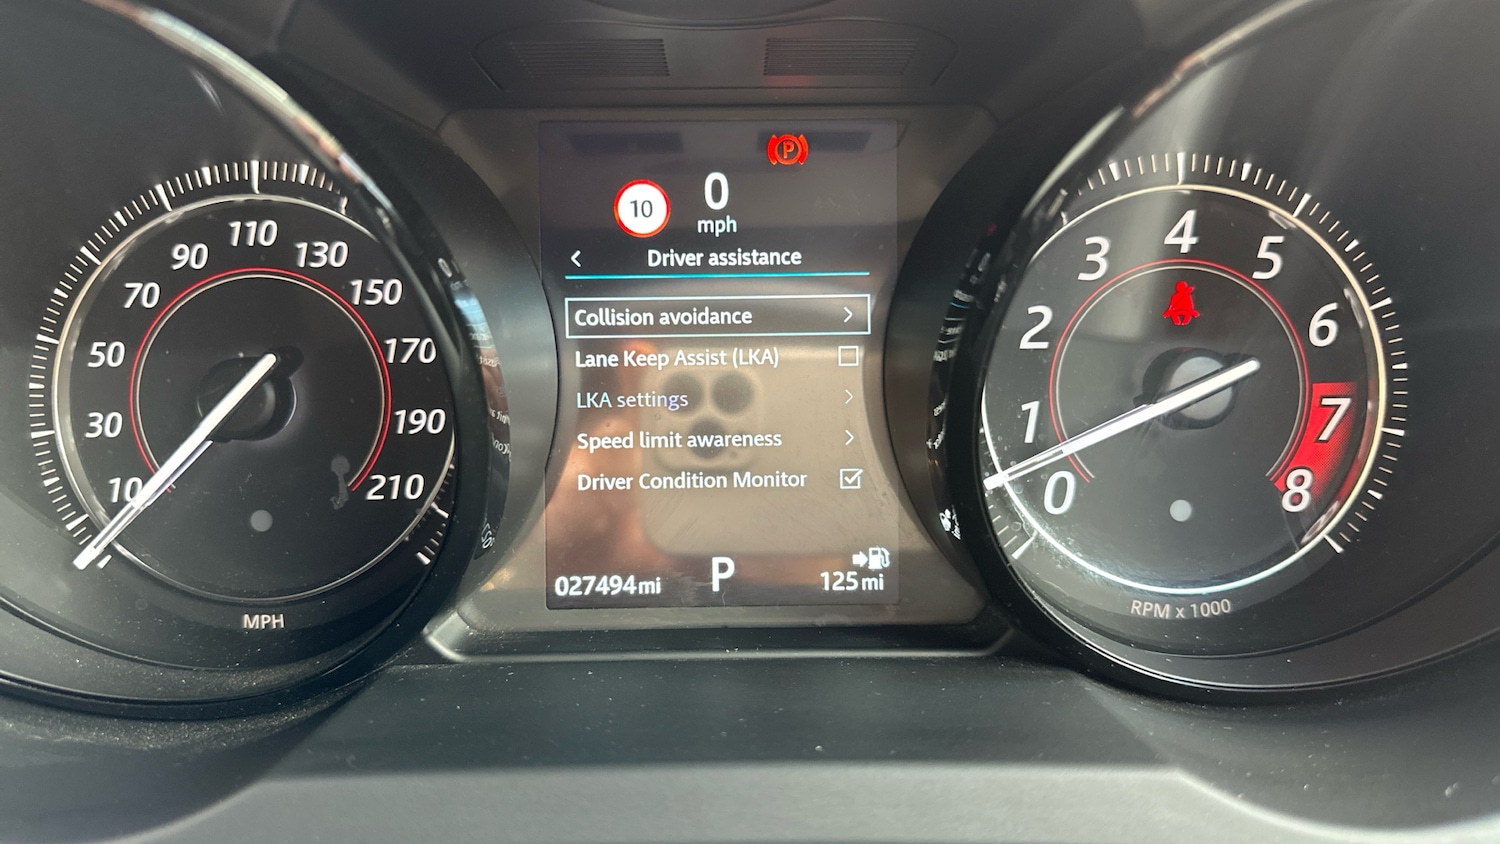 10
30
50
70
90
110
130
150
170
190
210
MPH
P
10
0
mph
Driver assistance
Collision avoidance
Lane Keep Assist (LKA)
LKA settings
Speed limit awareness
Driver Condition Monitor
027494mi
P
125 mi
0
1
2
3
4
5
6
7
8
RPM x 1000